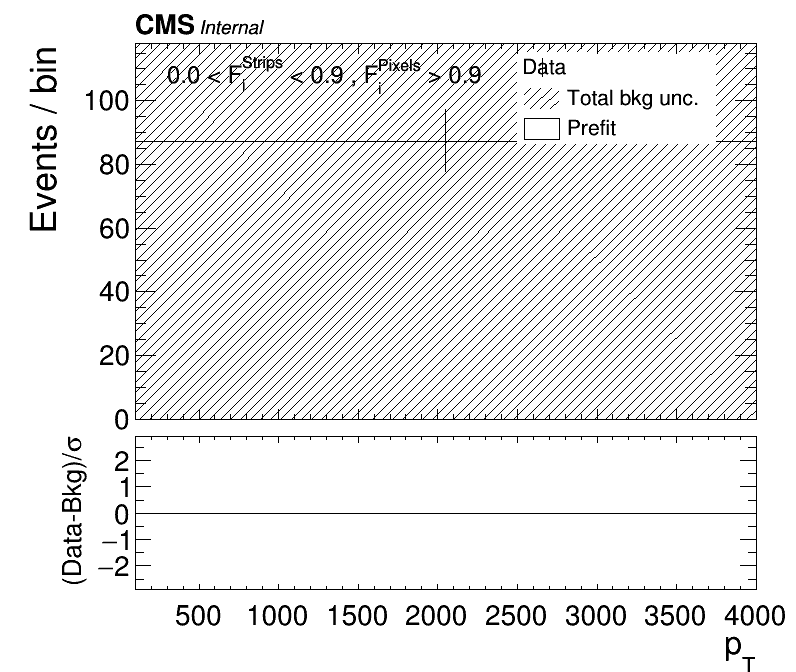 CMS Internal
Events / bin
0.0 < F_i^Strips < 0.9 , F_i^Pixels > 0.9
Data
Total bkg unc.
Prefit
100
80
60
40
20
0
(Data-Bkg)/σ
2
1
0
−1
−2
500 1000 1500 2000 2500 3000 3500 4000
p_T